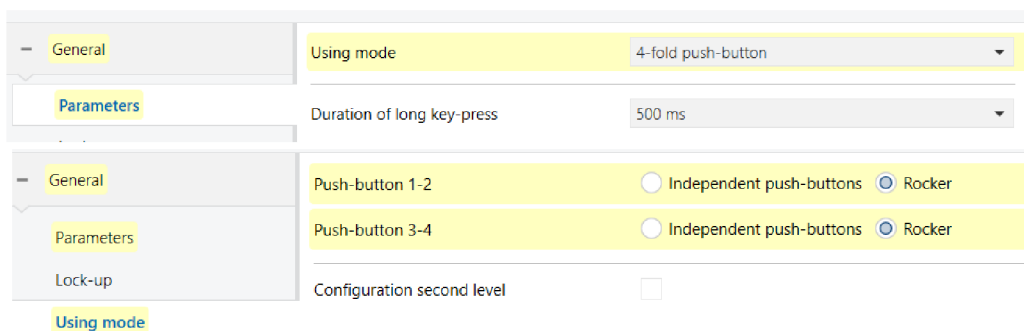 General
Using mode 4-fold push-button
Parameters
Duration of long key-press 500 ms
General
Push-button 1-2 Independent push-buttons Rocker
Push-button 3-4 Independent push-buttons Rocker
Parameters
Lock-up
Configuration second level
Using mode